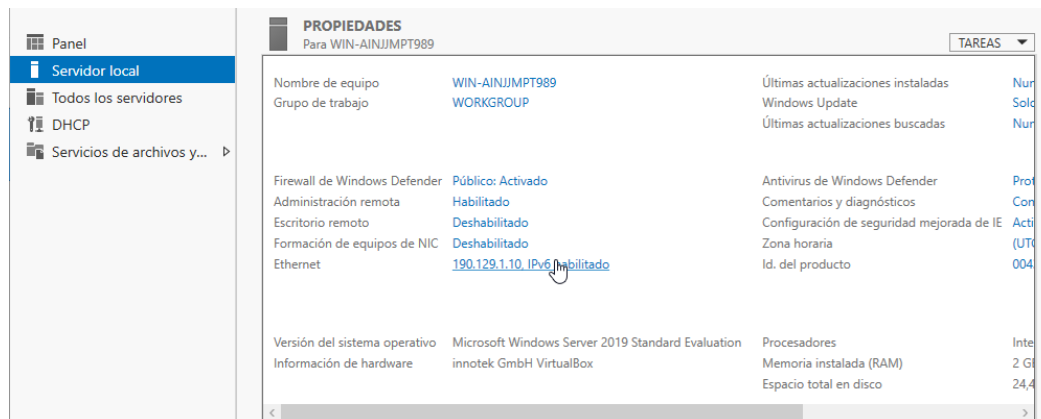 PROPIEDADES
Para WIN-AINJJMPT989
TAREAS
Panel
Servidor local
Todos los servidores
DHCP
Servicios de archivos y...
Nombre de equipo WIN-AINJJMPT989 Últimas actualizaciones instaladas
Grupo de trabajo WORKGROUP Windows Update
Últimas actualizaciones buscadas
Firewall de Windows Defender Público: Activado Antivirus de Windows Defender
Administración remota Habilitado Comentarios y diagnósticos
Escritorio remoto Deshabilitado Configuración de seguridad mejorada de IE
Formación de equipos de NIC Deshabilitado Zona horaria
Ethernet 190.129.1.10, IPv6 habilitado Id. del producto 004
Versión del sistema operativo Microsoft Windows Server 2019 Standard Evaluation Procesadores
Información de hardware innotek GmbH VirtualBox Memoria instalada (RAM)
Espacio total en disco 24,4